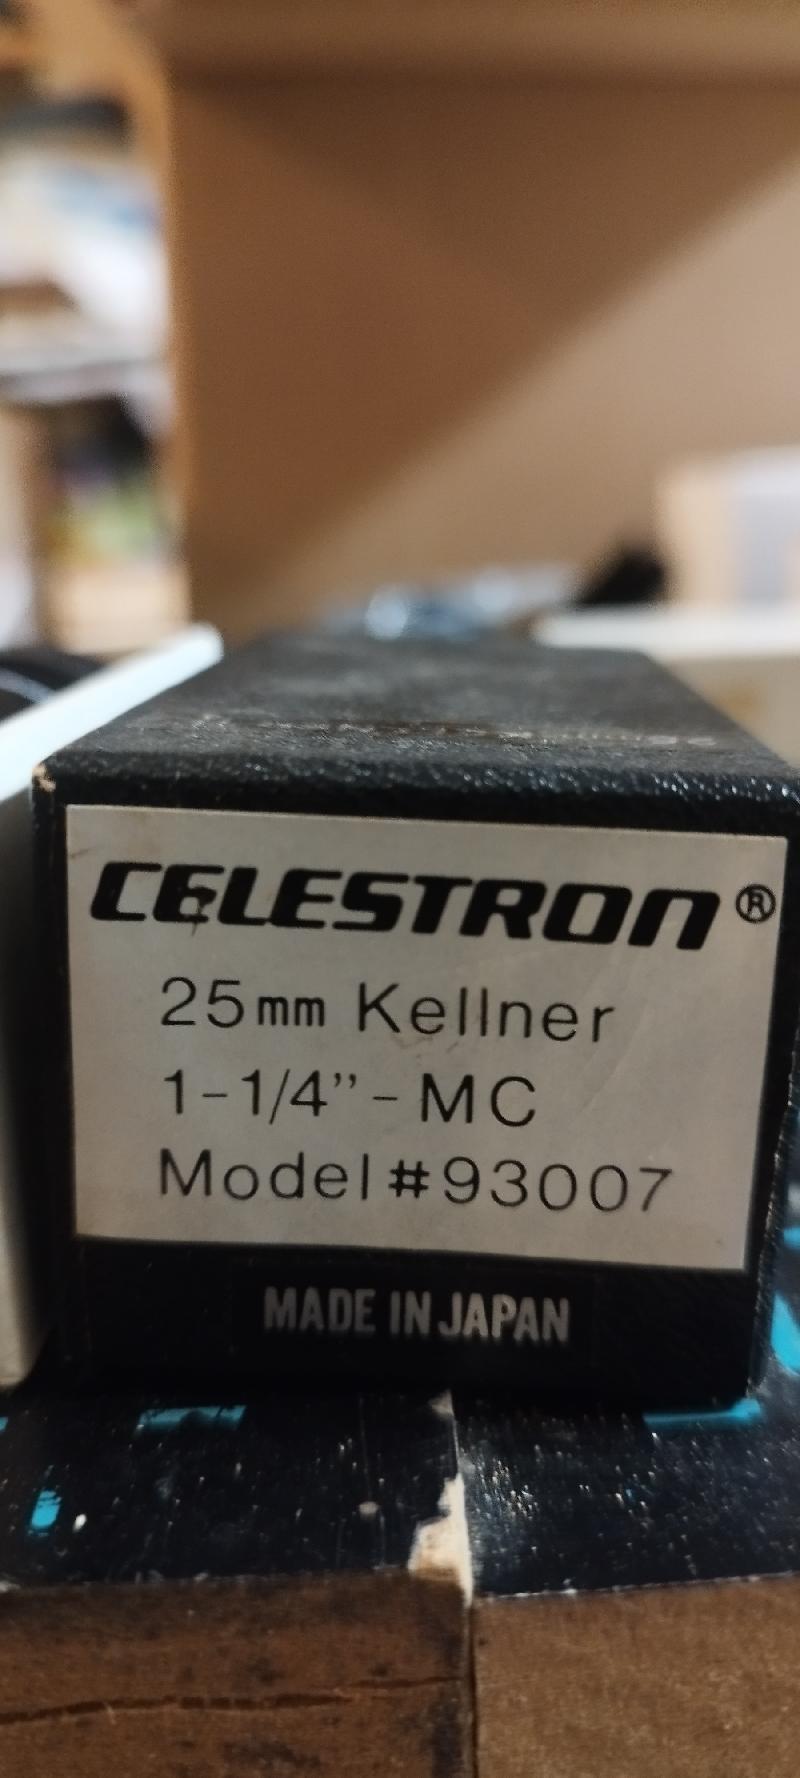 CELESTRON®
25mm Kellner
1-1/4”-MC
Model#93007
MADE IN JAPAN